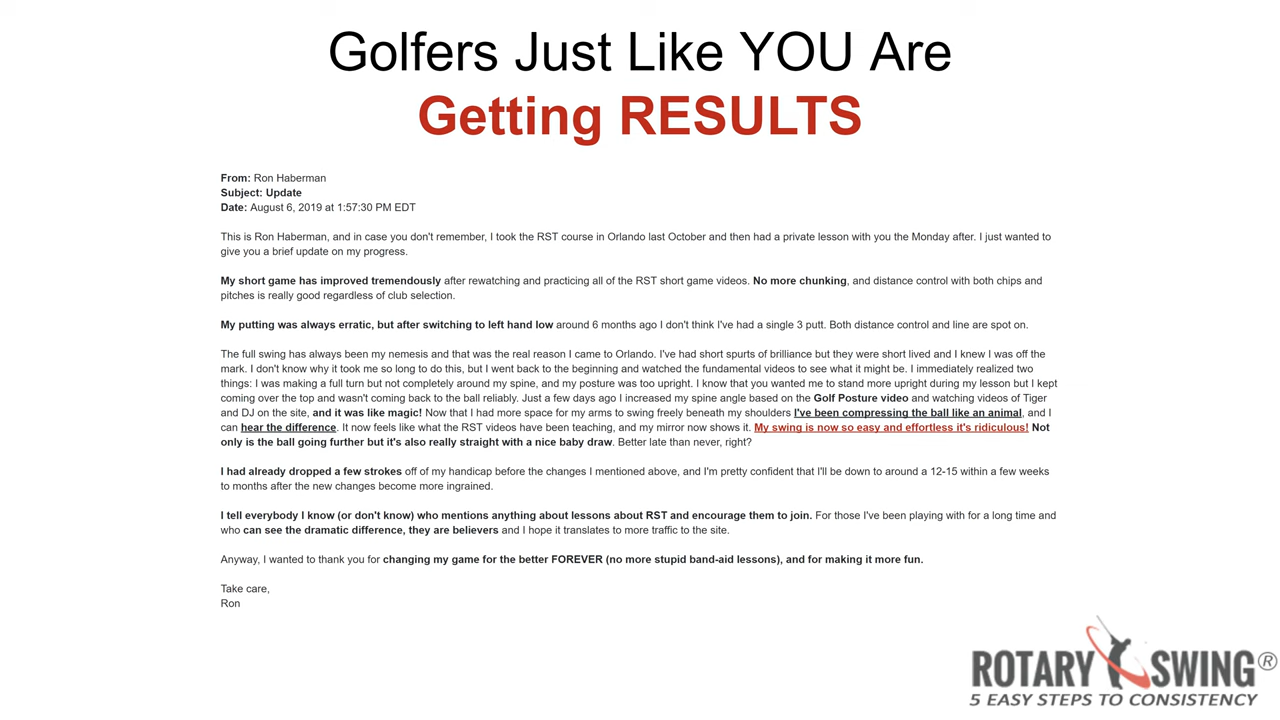 Golfers Just Like YOU Are
Getting RESULTS
From: Ron Haberman
Subject: Update
Date: August 6, 2019 at 1:57:30 PM EDT
This is Ron Haberman, and in case you don't remember, I took the RST course in Orlando last October and then had a private lesson with you the Monday after. I just wanted to
give you a brief update on my progress.
My short game has improved tremendously after rewatching and practicing all of the RST short game videos. No more chunking, and distance control with both chips and
pitches is really good regardless of club selection.
My putting was always erratic, but after switching to left hand low around 6 months ago I don't think I've had a single 3 putt. Both distance control and line are spot on.
The full swing has always been my nemesis and that was the real reason I came to Orlando. I've had short spurts of brilliance but they were short lived and I knew I was off the
mark. I don't know why it took me so long to do this, but I went back to the beginning and watched the fundamental videos to see what it might be. I immediately realized two
things: I was making a full turn but not completely around my spine, and my posture was too upright. I know that you wanted me to stand more upright during my lesson but I kept
coming over the top and wasn't coming back to the ball reliably. Just a few days ago I increased my spine angle based on the Golf Posture video and watching videos of Tiger
and DJ on the site, and it was like magic! Now that I had more space for my arms to swing freely beneath my shoulders I've been compressing the ball like an animal, and I
can hear the difference. It now feels like what the RST videos have been teaching, and my mirror now shows it. My swing is now so easy and effortless it's ridiculous! Not
only is the ball going further but it's also really straight with a nice baby draw. Better late than never, right?
I had already dropped a few strokes off of my handicap before the changes I mentioned above, and I'm pretty confident that I'll be down to around a 12-15 within a few weeks
to months after the new changes become more ingrained.
I tell everybody I know (or don't know) who mentions anything about lessons about RST and encourage them to join. For those I've been playing with for a long time and
who can see the dramatic difference, they are believers and I hope it translates to more traffic to the site.
Anyway, I wanted to thank you for changing my game for the better FOREVER (no more stupid band-aid lessons), and for making it more fun.
Take care,
Ron
ROTARY SWING®
5 EASY STEPS TO CONSISTENCY